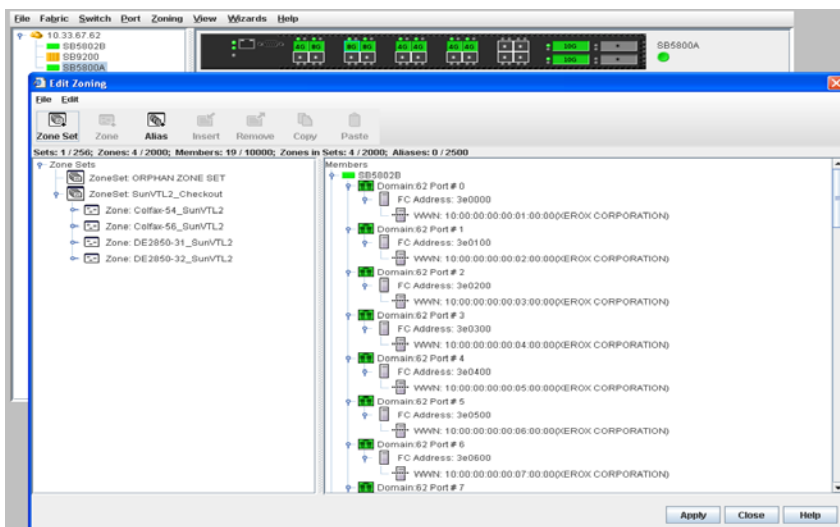 File Fabric Switch Port Zoning View Wizards Help
10.33.67.62
SB5802B
SB9200
SB5800A
4G 8G 8G 8G 4G 4G 4G 4G
10G
10G
SB5800A
Edit Zoning
File Edit
Zone Set Zone Alias Insert Remove Copy Paste
Sets: 1 / 256; Zones: 4 / 2000; Members: 19 / 10000; Zones in Sets: 4 / 2000; Aliases: 0 / 2500
Zone Sets
ZoneSet: ORPHAN ZONE SET
ZoneSet: SunVTL2_Checkout
Zone: Colfax-54_SunVTL2
Zone: Colfax-56_SunVTL2
Zone: DE2850-31_SunVTL2
Zone: DE2850-32_SunVTL2
Members
SB5802B
Domain:62 Port # 0
FC Address: 3e0000
WWN: 10:00:00:00:00:01:00:00(XEROX CORPORATION)
Domain:62 Port # 1
FC Address: 3e0100
WWN: 10:00:00:00:00:02:00:00(XEROX CORPORATION)
Domain:62 Port # 2
FC Address: 3e0200
WWN: 10:00:00:00:00:03:00:00(XEROX CORPORATION)
Domain:62 Port # 3
FC Address: 3e0300
WWN: 10:00:00:00:00:04:00:00(XEROX CORPORATION)
Domain:62 Port # 4
FC Address: 3e0400
WWN: 10:00:00:00:00:05:00:00(XEROX CORPORATION)
Domain:62 Port # 5
FC Address: 3e0500
WWN: 10:00:00:00:00:06:00:00(XEROX CORPORATION)
Domain:62 Port # 6
FC Address: 3e0600
WWN: 10:00:00:00:00:07:00:00(XEROX CORPORATION)
Domain:62 Port # 7
Apply Close Help